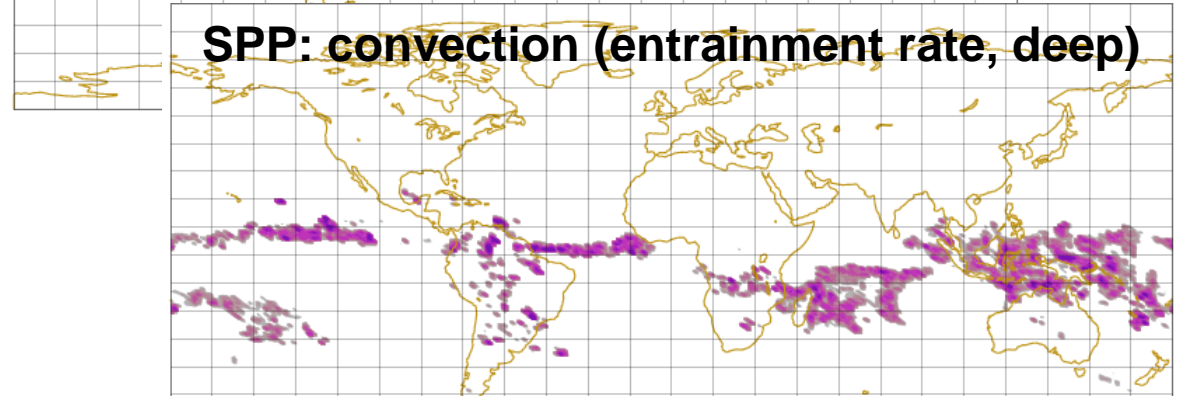 SPP: convection (entrainment rate, deep)